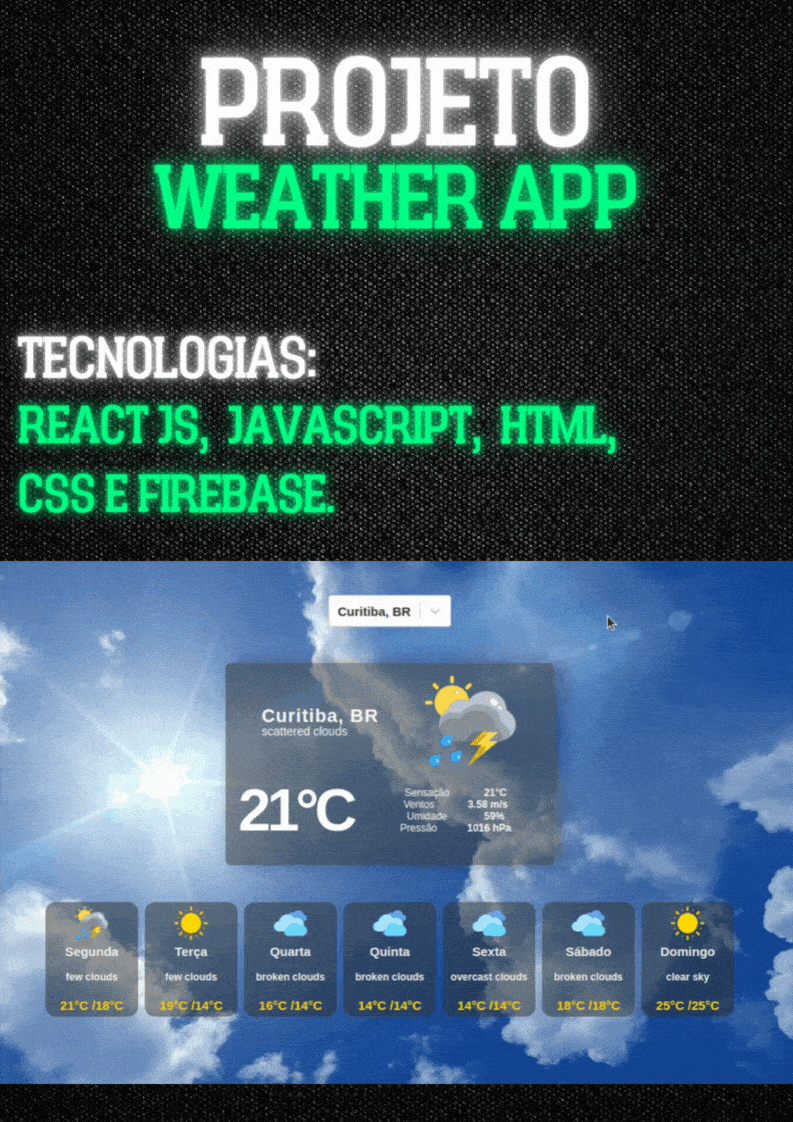 PROJETO
WEATHER APP
TECNOLOGIAS:
REACT JS, JAVASCRIPT, HTML,
CSS E FIREBASE.
Curitiba, BR
Curitiba, BR
scattered clouds
21°C
Sensação 21°C
Ventos 3.58 m/s
Umidade 59%
Pressão 1016 hPa
Segunda Terça Quarta Quinta Sexta Sábado Domingo
few clouds few clouds broken clouds broken clouds overcast clouds broken clouds clear sky
21°C /18°C 19°C /14°C 16°C /14°C 14°C /14°C 14°C /14°C 18°C /18°C 25°C /25°C